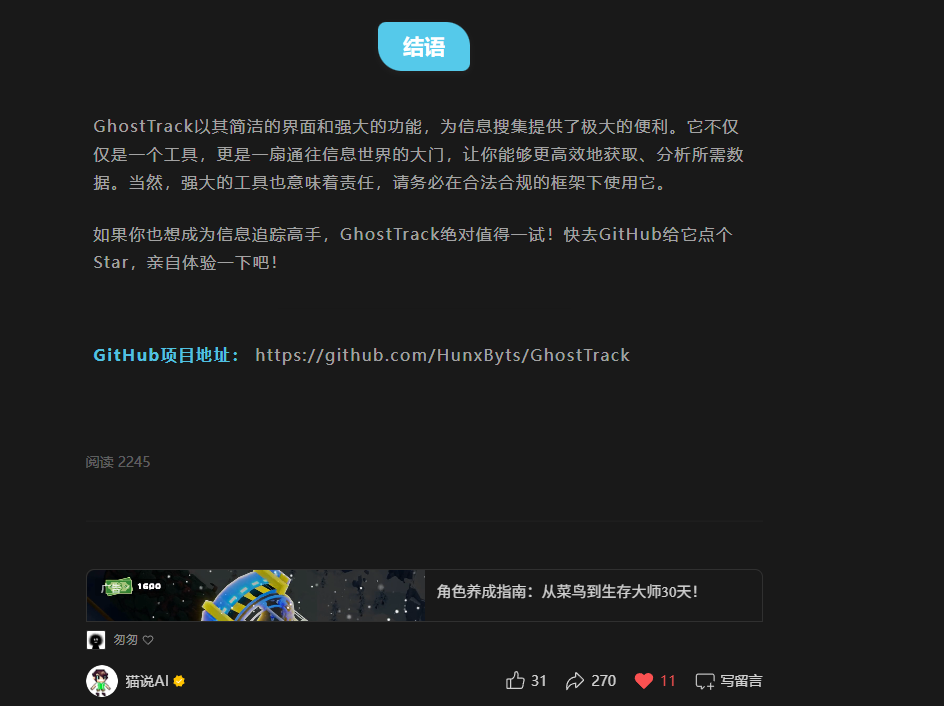 结语
GhostTrack以其简洁的界面和强大的功能，为信息搜集提供了极大的便利。它不仅
仅是一个工具，更是一扇通往信息世界的大门，让你能够更高效地获取、分析所需数
据。当然，强大的工具也意味着责任，请务必在合法合规的框架下使用它。
如果你也想成为信息追踪高手，GhostTrack绝对值得一试！快去GitHub给它点个
Star，亲自体验一下吧！
GitHub项目地址： https://github.com/HunxByts/GhostTrack
阅读 2245
1600
角色养成指南：从菜鸟到生存大师30天！
匆匆
猫说AI 31 270 11 写留言